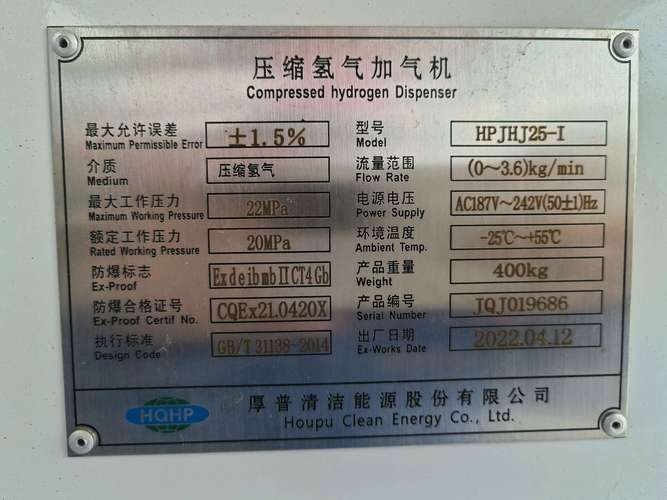 压缩氢气加气机
Compressed hydrogen Dispenser
最大允许误差 ±1.5% 型号 HPJHJ25-I
Maximum Permissible Error Model
介质 压缩氢气 流量范围 (0～3.6)kg/min
Medium Flow Rate
最大工作压力 22MPa 电源电压 AC187V～242V(50±1)Hz
Maximum Working Pressure Power Supply
额定工作压力 20MPa 环境温度 -25℃～+55℃
Rated Working Pressure Ambient Temp.
防爆标志 Ex de ib mb II C T4 Gb 产品重量 400kg
Ex-Proof Weight
防爆合格证号 CQEx21.0420X 产品编号 JQJ019686
Ex-Proof Certif No. Serial Number
执行标准 GB/T 31138-2014 出厂日期 2022.04.12
Design Code Ex-Works Date
HQHP 厚普清洁能源股份有限公司
Houpu Clean Energy Co., Ltd.